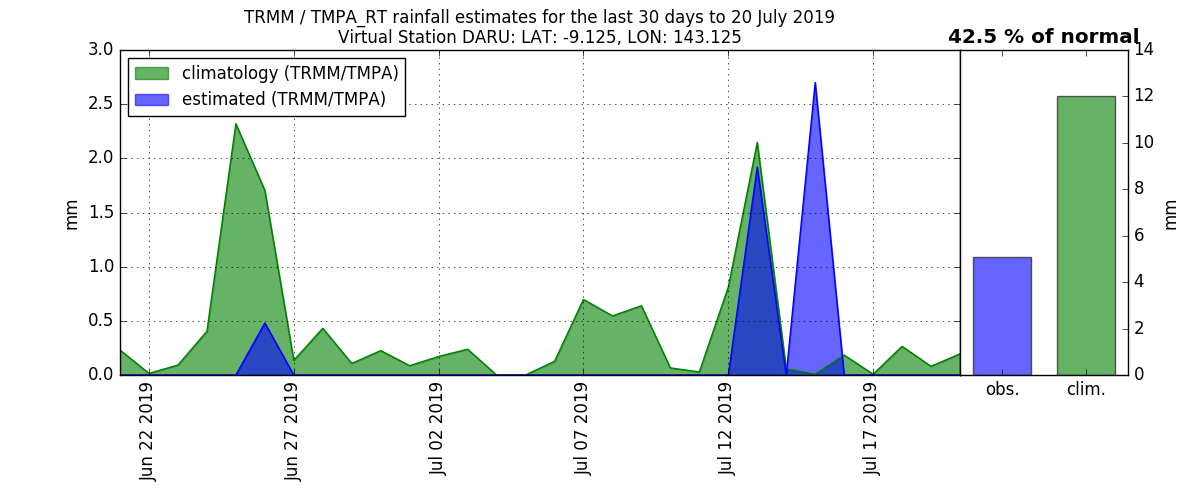 TRMM / TMPA_RT rainfall estimates for the last 30 days to 20 July 2019
Virtual Station DARU: LAT: -9.125, LON: 143.125
42.5 % of normal
climatology (TRMM/TMPA)
estimated (TRMM/TMPA)
3.0
2.5
2.0
1.5
1.0
0.5
0.0
mm
Jun 22 2019
Jun 27 2019
Jul 02 2019
Jul 07 2019
Jul 12 2019
Jul 17 2019
14
12
10
8
6
4
2
0
mm
obs.
clim.